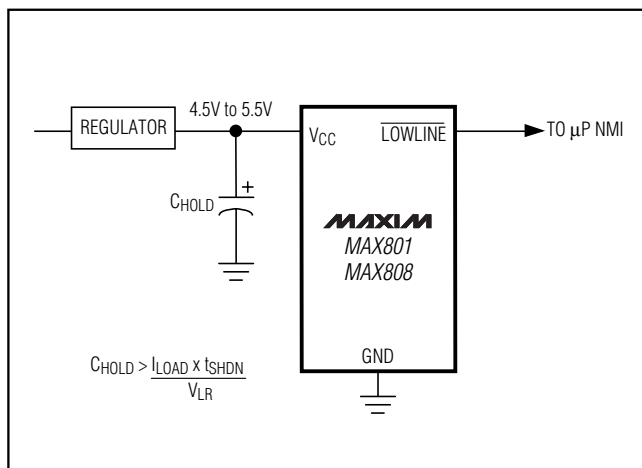 4.5V to 5.5V
REGULATOR
VCC
LOWLINE
TO µP NMI
CHOLD
+
MAXIM
MAX801
MAX808
CHOLD > ILOAD x tSHDN
VLR
GND